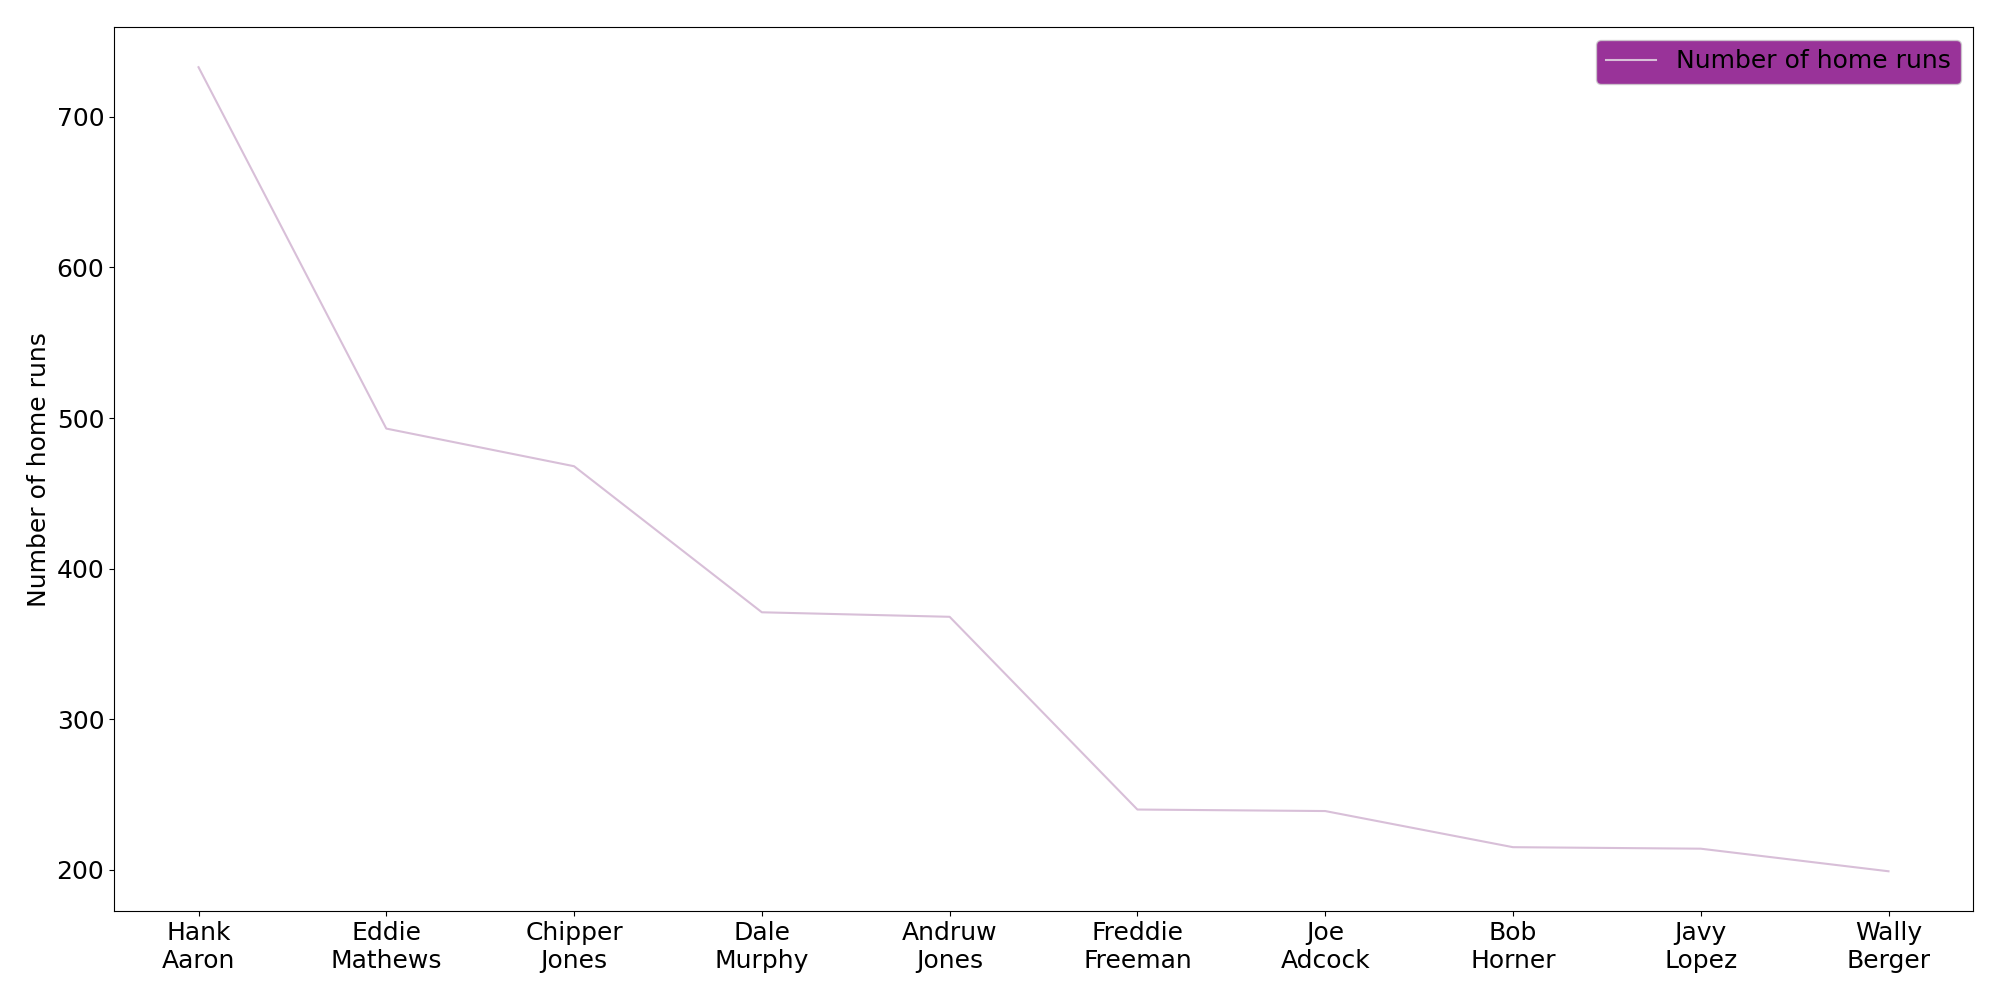 Number of home runs
700
600
500
400
300
200
Number of home runs
Hank
Aaron
Eddie
Mathews
Chipper
Jones
Dale
Murphy
Andruw
Jones
Freddie
Freeman
Joe
Adcock
Bob
Horner
Javy
Lopez
Wally
Berger